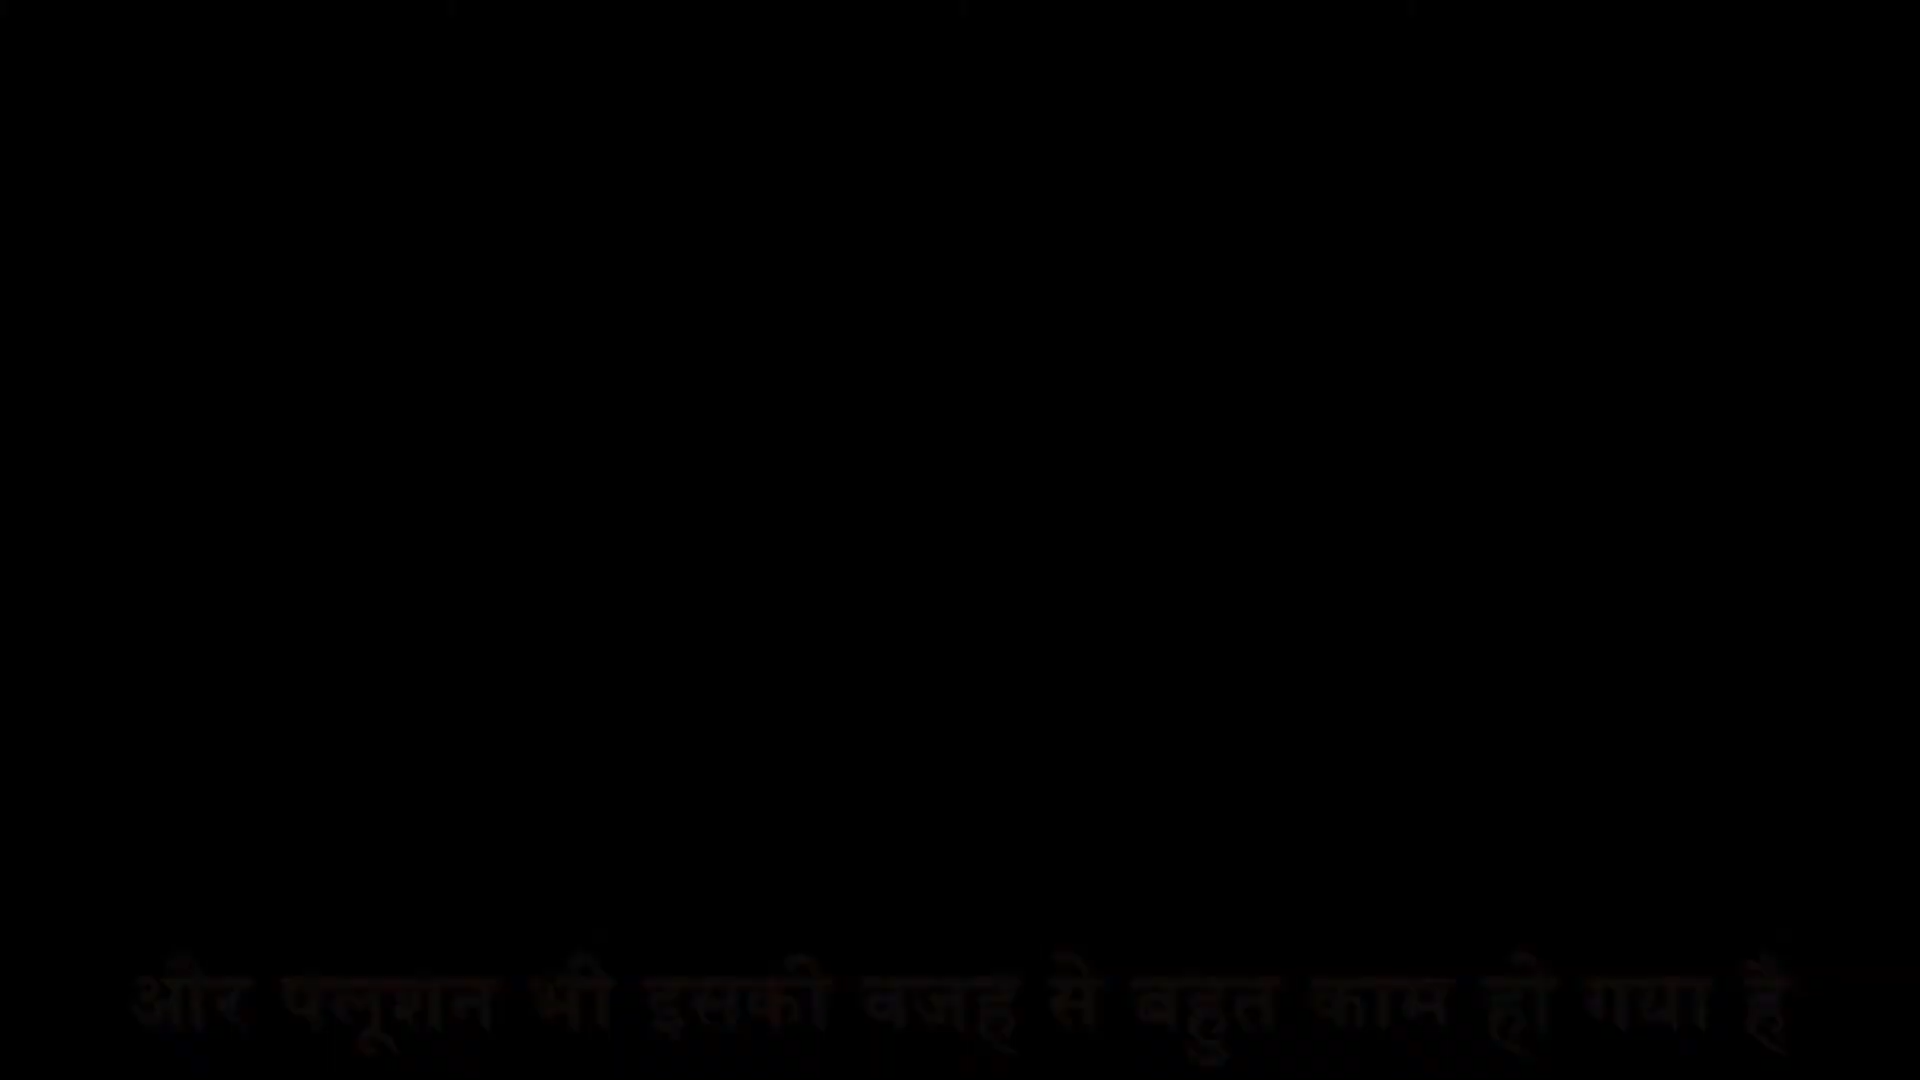 और पलूशन भी इसकी वजह से बहुत काम हो गया है